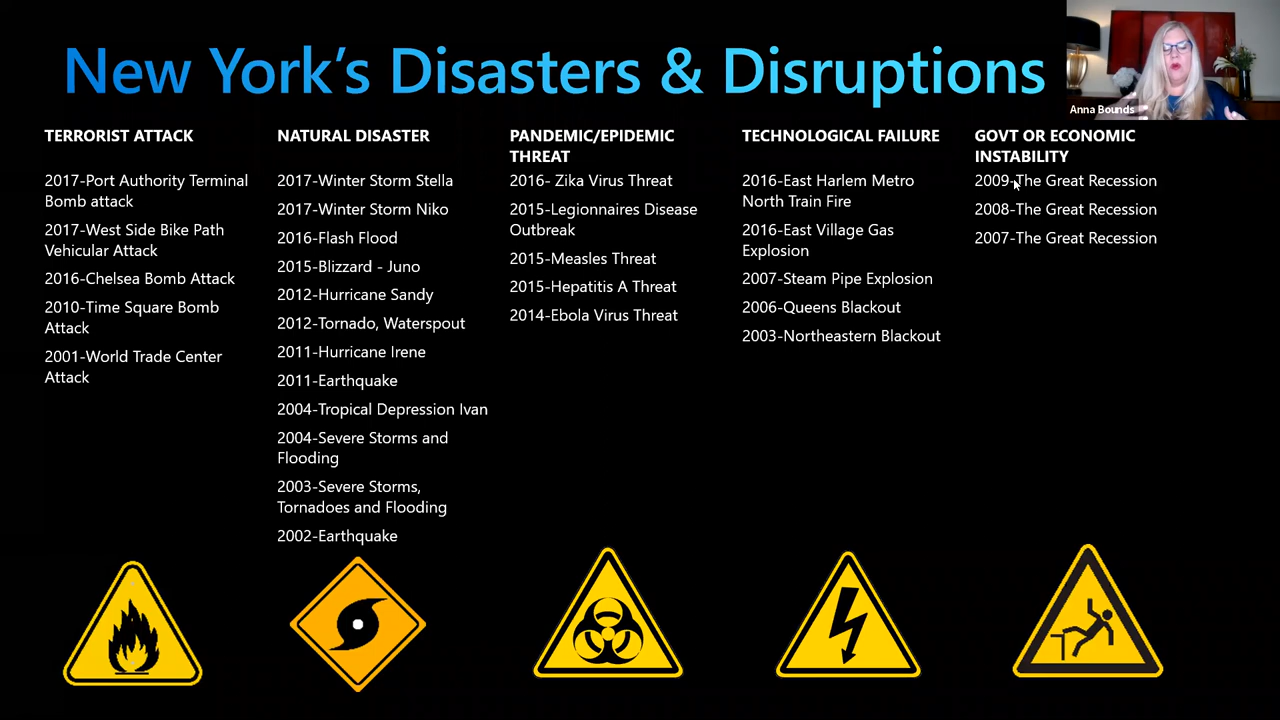 New York's Disasters & Disruptions
Anna Bounds
TERRORIST ATTACK
2017-Port Authority Terminal
Bomb attack
2017-West Side Bike Path
Vehicular Attack
2016-Chelsea Bomb Attack
2010-Time Square Bomb
Attack
2001-World Trade Center
Attack
NATURAL DISASTER
2017-Winter Storm Stella
2017-Winter Storm Niko
2016-Flash Flood
2015-Blizzard - Juno
2012-Hurricane Sandy
2012-Tornado, Waterspout
2011-Hurricane Irene
2011-Earthquake
2004-Tropical Depression Ivan
2004-Severe Storms and
Flooding
2003-Severe Storms,
Tornadoes and Flooding
2002-Earthquake
PANDEMIC/EPIDEMIC
THREAT
2016- Zika Virus Threat
2015-Legionnaires Disease
Outbreak
2015-Measles Threat
2015-Hepatitis A Threat
2014-Ebola Virus Threat
TECHNOLOGICAL FAILURE
2016-East Harlem Metro
North Train Fire
2016-East Village Gas
Explosion
2007-Steam Pipe Explosion
2006-Queens Blackout
2003-Northeastern Blackout
GOVT OR ECONOMIC
INSTABILITY
2009-The Great Recession
2008-The Great Recession
2007-The Great Recession